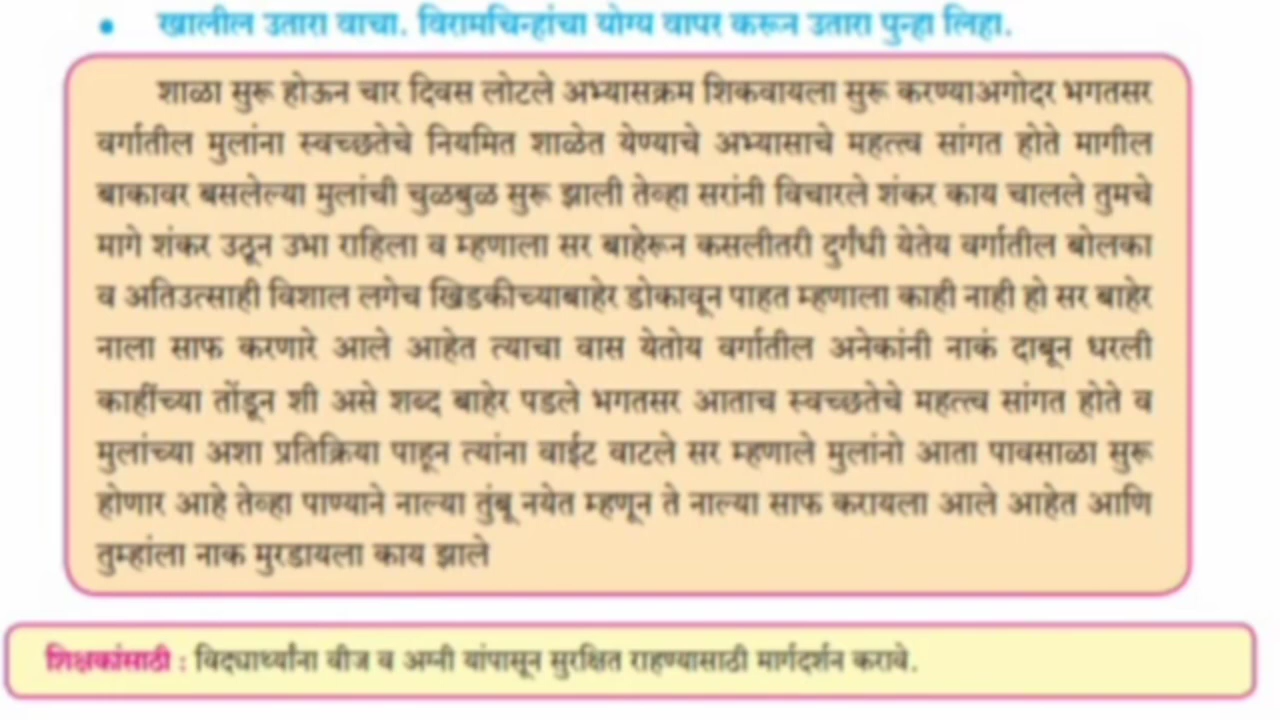 • खालील उतारा वाचा. विरामचिन्हांचा योग्य वापर करून उतारा पुन्हा लिहा.
शाळा सुरू होऊन चार दिवस लोटले अभ्यासक्रम शिकवायला सुरू करण्याअगोदर भगतसर
वर्गातील मुलांना स्वच्छतेचे नियमित शाळेत येण्याचे अभ्यासाचे महत्त्व सांगत होते मागील
बाकावर बसलेल्या मुलांची चुळबुळ सुरू झाली तेव्हा सरांनी विचारले शंकर काय चालले तुमचे
मागे शंकर उठून उभा राहिला व म्हणाला सर बाहेरून कसलीतरी दुर्गंधी येतेय वर्गातील बोलका
व अतिउत्साही विशाल लगेच खिडकीच्याबाहेर डोकावून पाहत म्हणाला काही नाही हो सर बाहेर
नाला साफ करणारे आले आहेत त्याचा वास येतोय वर्गातील अनेकांनी नाकं दाबून धरली
काहींच्या तोंडून शी असे शब्द बाहेर पडले भगतसर आताच स्वच्छतेचे महत्त्व सांगत होते व
मुलांच्या अशा प्रतिक्रिया पाहून त्यांना वाईट वाटले सर म्हणाले मुलांनो आता पावसाळा सुरू
होणार आहे तेव्हा पाण्याने नाल्या तुंबू नयेत म्हणून ते नाल्या साफ करायला आले आहेत आणि
तुम्हांला नाक मुरडायला काय झाले
शिक्षकांसाठी : विद्यार्थ्यांना वीज व अग्नी यांपासून सुरक्षित राहण्यासाठी मार्गदर्शन करावे.